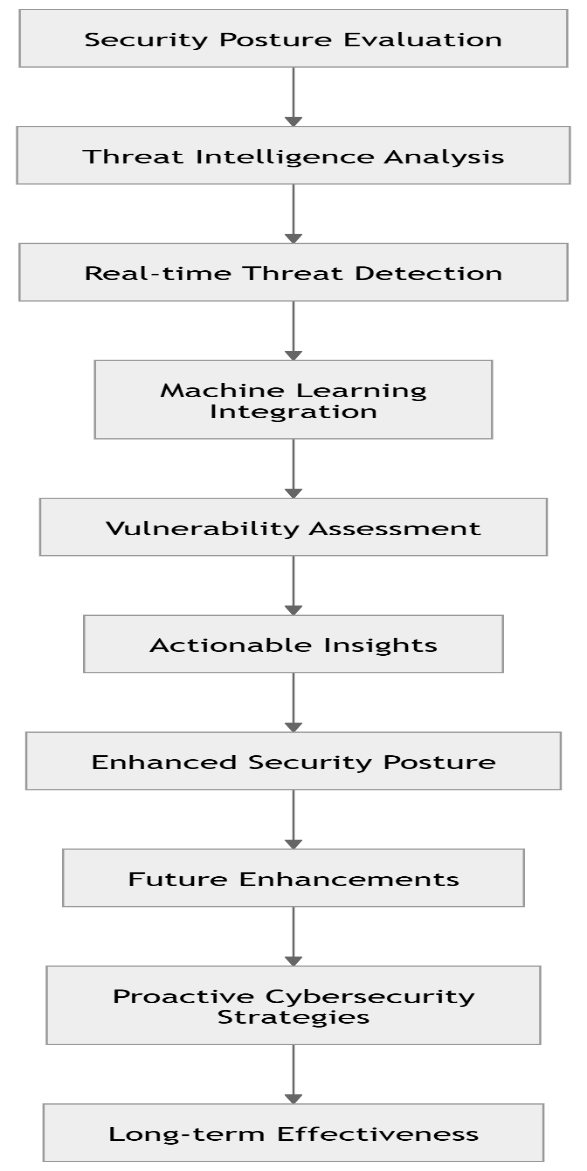 Security Posture Evaluation
Threat Intelligence Analysis
Real-time Threat Detection
Machine Learning
Integration
Vulnerability Assessment
Actionable Insights
Enhanced Security Posture
Future Enhancements
Proactive Cybersecurity
Strategies
Long-term Effectiveness